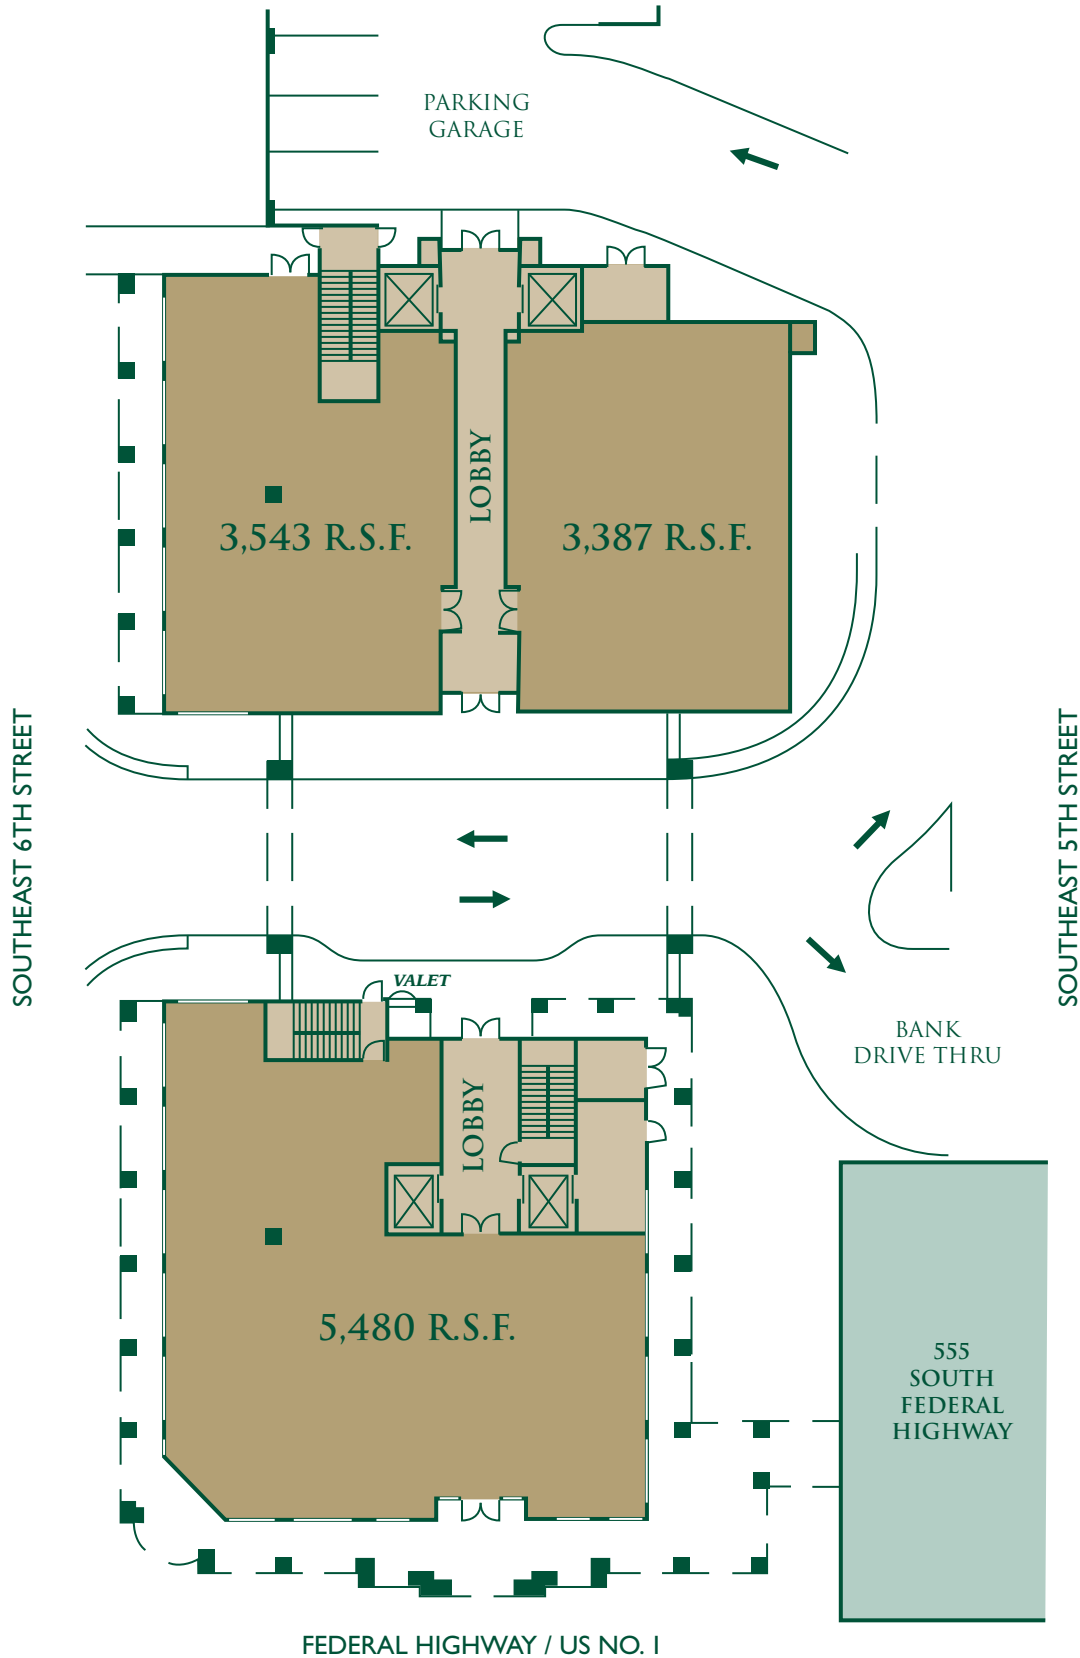 PARKING
GARAGE
LOBBY
3,543 R.S.F.
3,387 R.S.F.
SOUTHEAST 6TH STREET
SOUTHEAST 5TH STREET
VALET
BANK
DRIVE THRU
LOBBY
5,480 R.S.F.
555
SOUTH
FEDERAL
HIGHWAY
FEDERAL HIGHWAY / US NO. 1